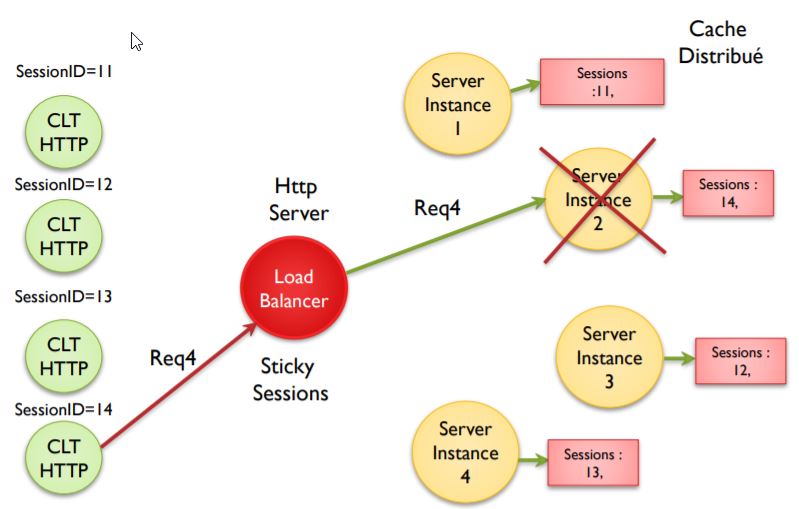 Cache
Distribué
SessionID=11
CLT
HTTP
SessionID=12
CLT
HTTP
SessionID=13
CLT
HTTP
SessionID=14
CLT
HTTP
Req4
Http
Server
Load
Balancer
Sticky
Sessions
Req4
Server
Instance
1
Sessions
:11,
Server
Instance
2
Sessions :
14,
Server
Instance
3
Sessions :
12,
Server
Instance
4
Sessions :
13,